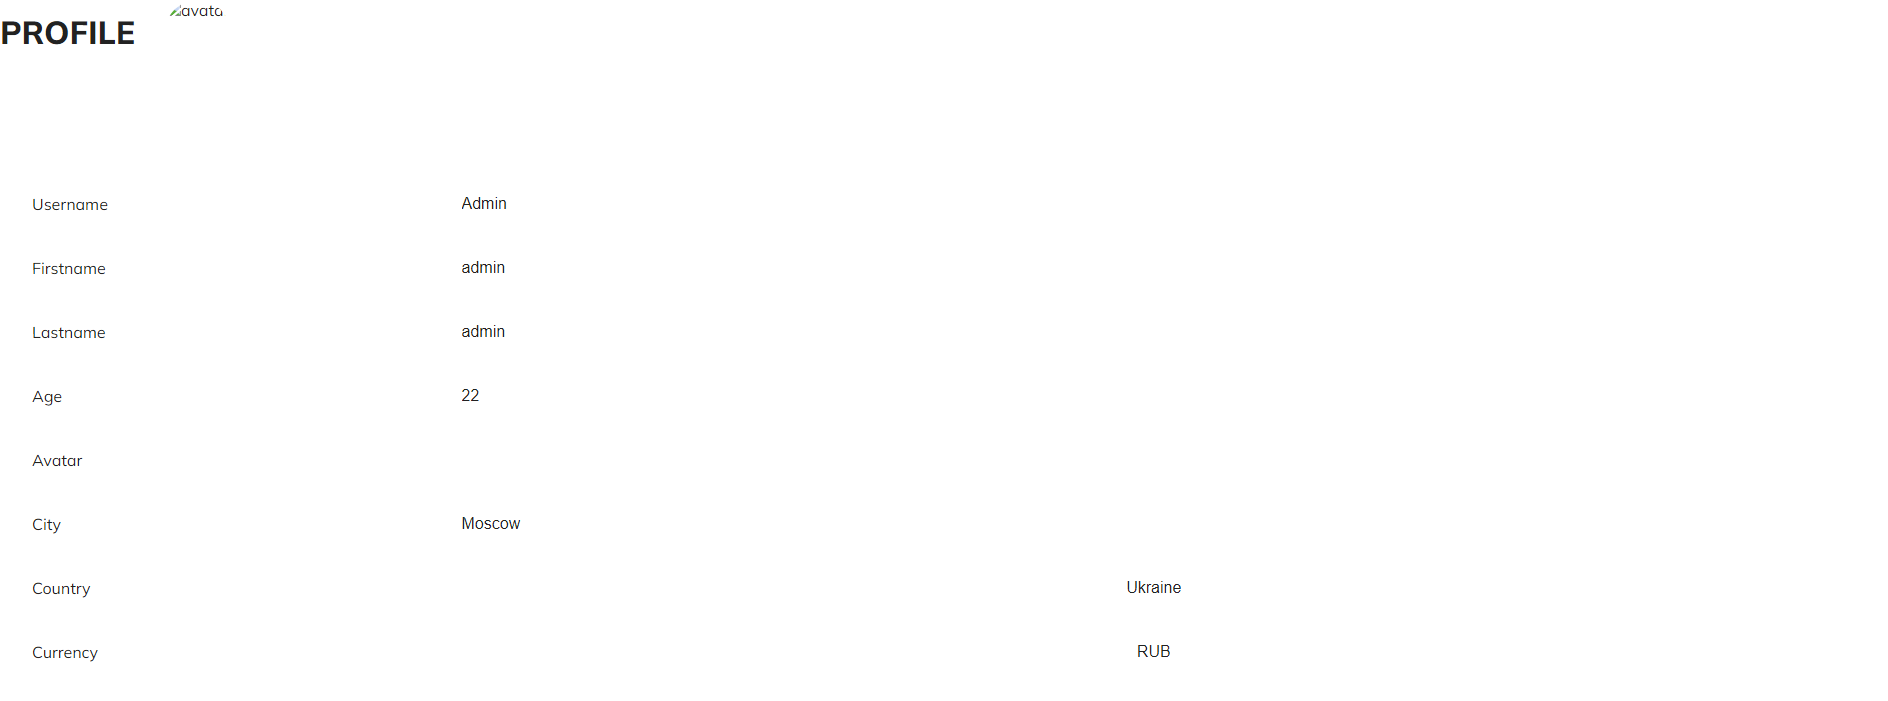 PROFILE avata
Username Admin
Firstname admin
Lastname admin
Age 22
Avatar
City Moscow
Country Ukraine
Currency RUB